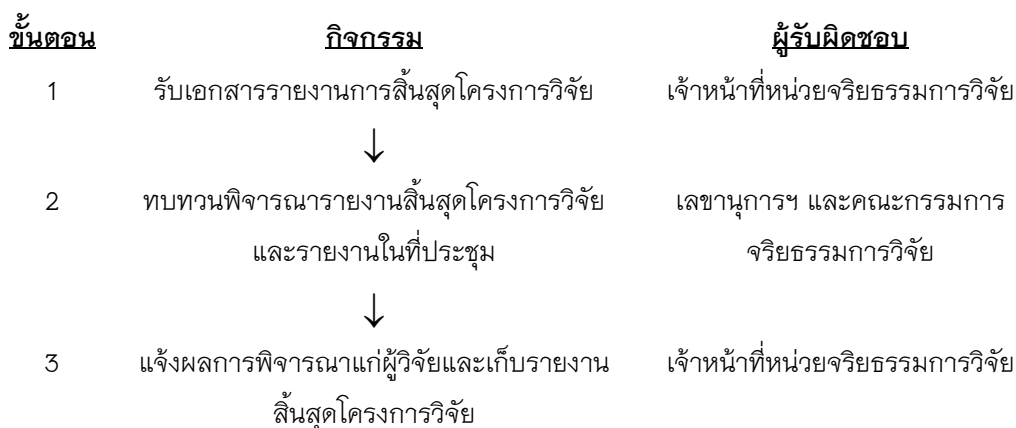 ขั้นตอน กิจกรรม ผู้รับผิดชอบ
1 รับเอกสารรายงานการสิ้นสุดโครงการวิจัย เจ้าหน้าที่หน่วยจริยธรรมการวิจัย
↓
2 ทบทวนพิจารณารายงานสิ้นสุดโครงการวิจัย เลขานุการฯ และคณะกรรมการ
และรายงานในที่ประชุม จริยธรรมการวิจัย
↓
3 แจ้งผลการพิจารณาแก่ผู้วิจัยและเก็บรายงาน เจ้าหน้าที่หน่วยจริยธรรมการวิจัย
สิ้นสุดโครงการวิจัย